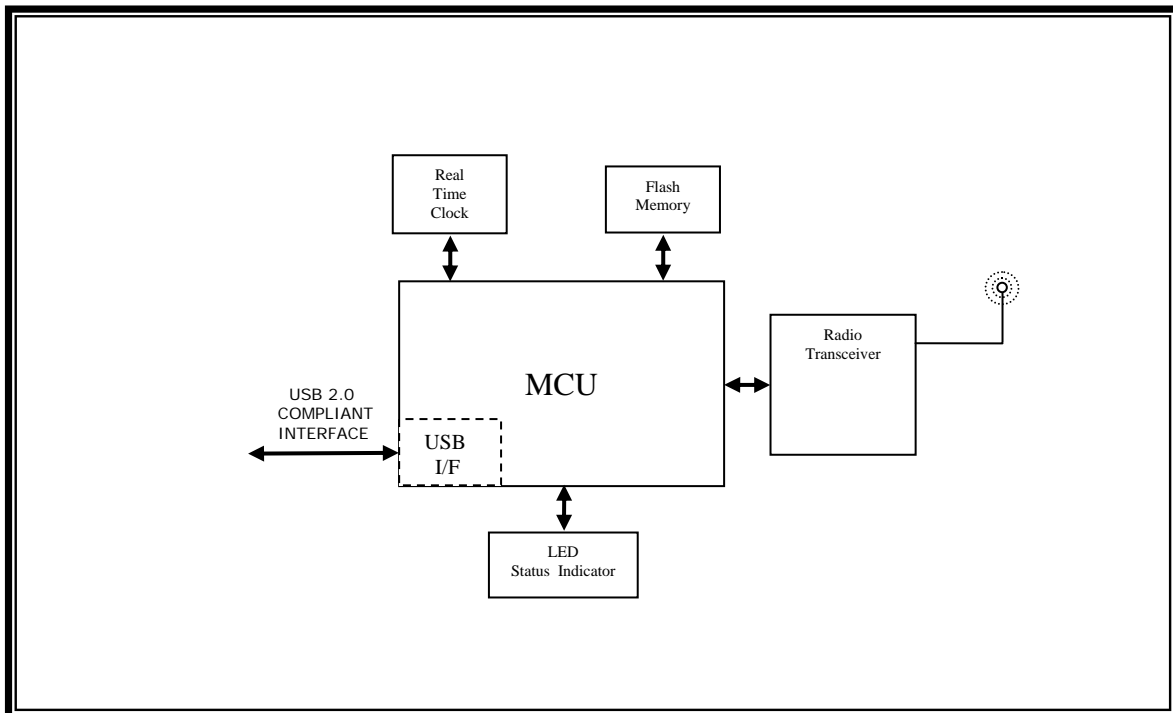 Real
Time
Clock
Flash
Memory
Radio
Transceiver
MCU
USB 2.0
COMPLIANT
INTERFACE
USB
I/F
LED
Status Indicator